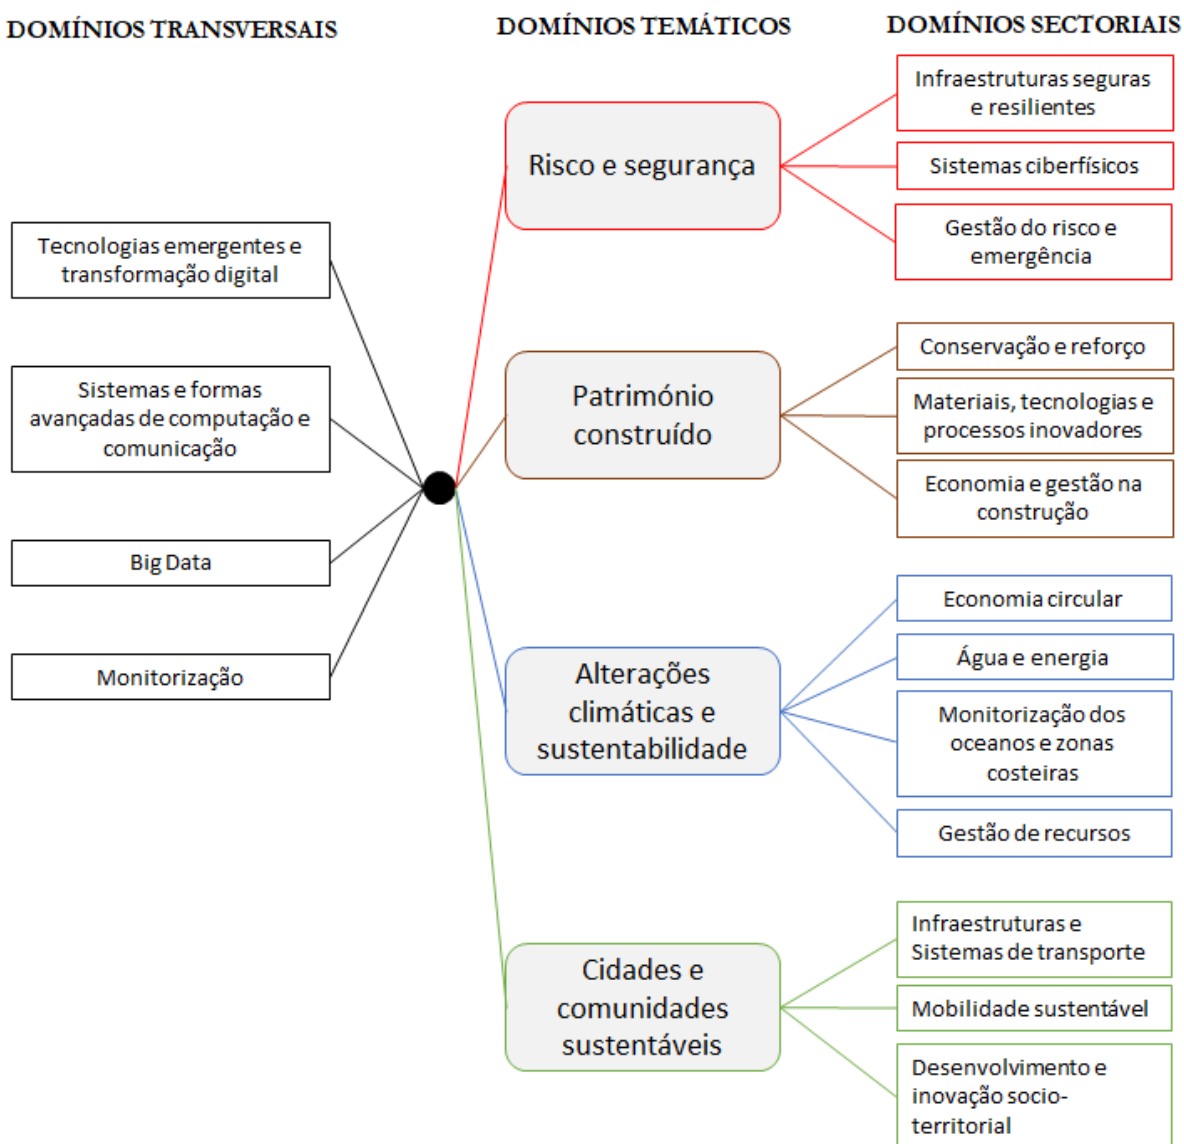 DOMÍNIOS TRANSVERSAIS
Tecnologias emergentes e
transformação digital
Sistemas e formas
avançadas de computação e
comunicação
Big Data
Monitorização
DOMÍNIOS TEMÁTICOS
Risco e segurança
Património
construído
Alterações
climáticas e
sustentabilidade
Cidades e
comunidades
sustentáveis
DOMÍNIOS SECTORIAIS
Infraestruturas seguras
e resilientes
Sistemas ciberfísicos
Gestão do risco e
emergência
Conservação e reforço
Materiais, tecnologias e
processos inovadores
Economia e gestão na
construção
Economia circular
Água e energia
Monitorização dos
oceanos e zonas
costeiras
Gestão de recursos
Infraestruturas e
Sistemas de transporte
Mobilidade sustentável
Desenvolvimento e
inovação socio-
territorial